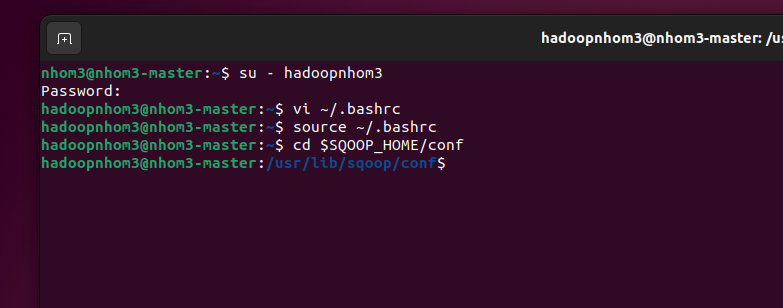 hadoopnhom3@nhom3-master: /us
nhom3@nhom3-master:~$ su - hadoopnhom3
Password:
hadoopnhom3@nhom3-master:~$ vi ~/.bashrc
hadoopnhom3@nhom3-master:~$ source ~/.bashrc
hadoopnhom3@nhom3-master:~$ cd $SQOOP_HOME/conf
hadoopnhom3@nhom3-master:/usr/lib/sqoop/conf$